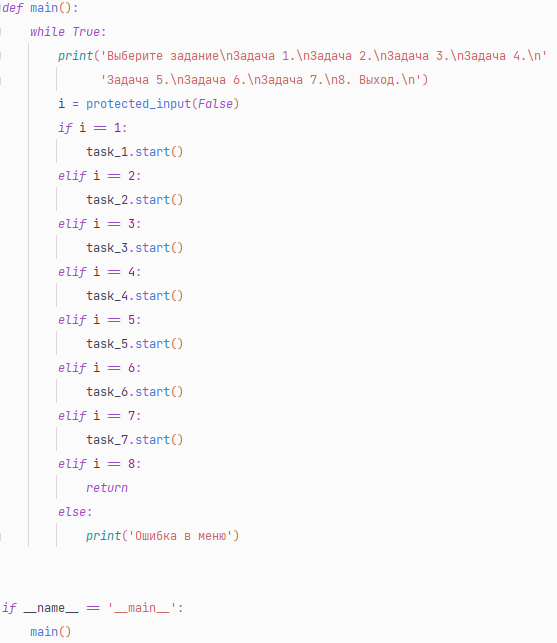 def main():
    while True:
        print('Выберите задание\nЗадача 1.\nЗадача 2.\nЗадача 3.\nЗадача 4.\n'
              'Задача 5.\nЗадача 6.\nЗадача 7.\n8. Выход.\n')
        i = protected_input(False)
        if i == 1:
            task_1.start()
        elif i == 2:
            task_2.start()
        elif i == 3:
            task_3.start()
        elif i == 4:
            task_4.start()
        elif i == 5:
            task_5.start()
        elif i == 6:
            task_6.start()
        elif i == 7:
            task_7.start()
        elif i == 8:
            return
        else:
            print('Ошибка в меню')
if __name__ == '__main__':
    main()